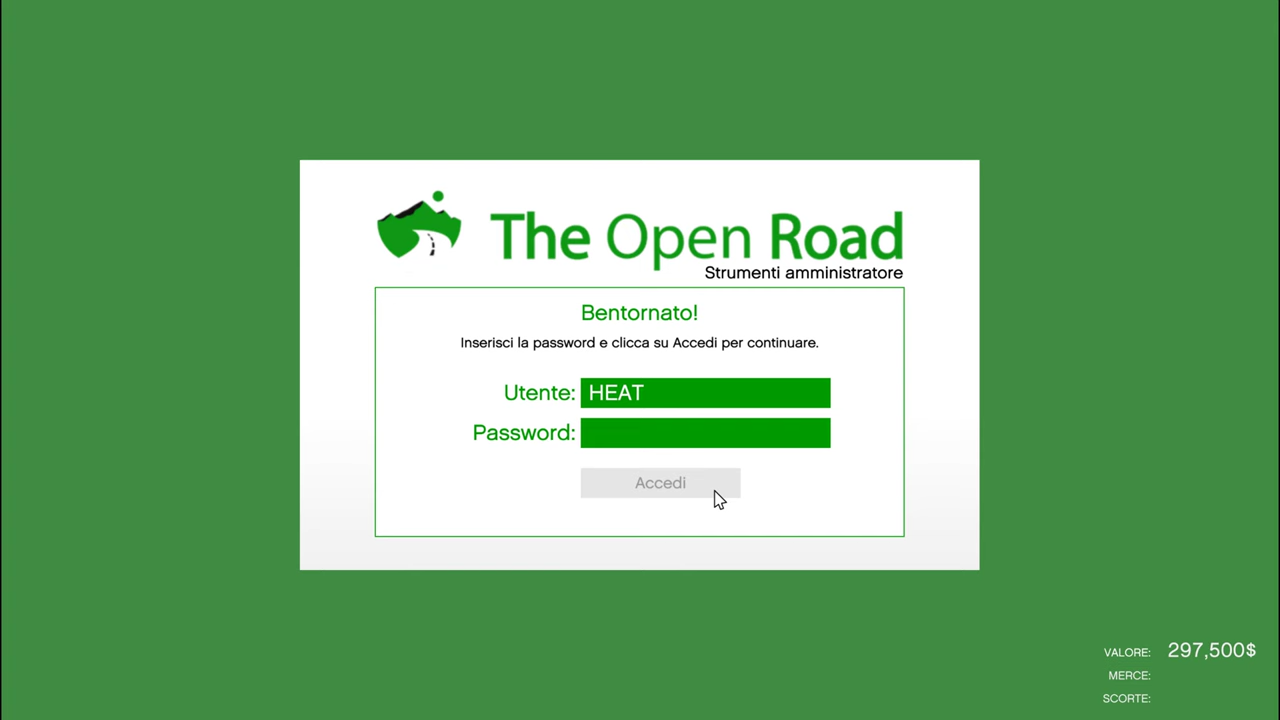 The Open Road
Strumenti amministratore
Bentornato!
Inserisci la password e clicca su Accedi per continuare.
Utente: HEAT
Password:
Accedi
VALORE: 297,500$
MERCE:
SCORTE: